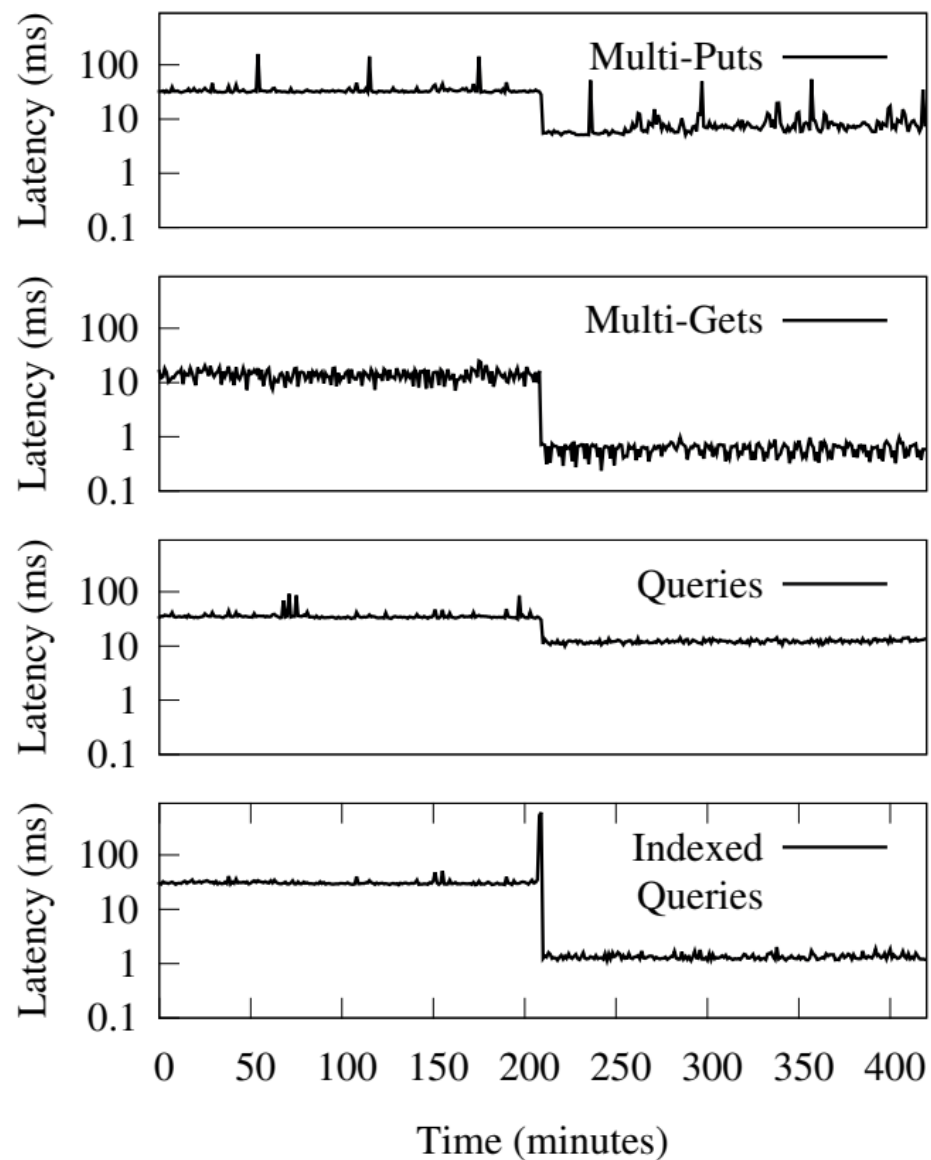 Latency (ms)
100
10
1
0.1
Multi-Puts
Latency (ms)
100
10
1
0.1
Multi-Gets
Latency (ms)
100
10
1
0.1
Queries
Latency (ms)
100
10
1
0.1
Indexed
Queries
0 50 100 150 200 250 300 350 400
Time (minutes)